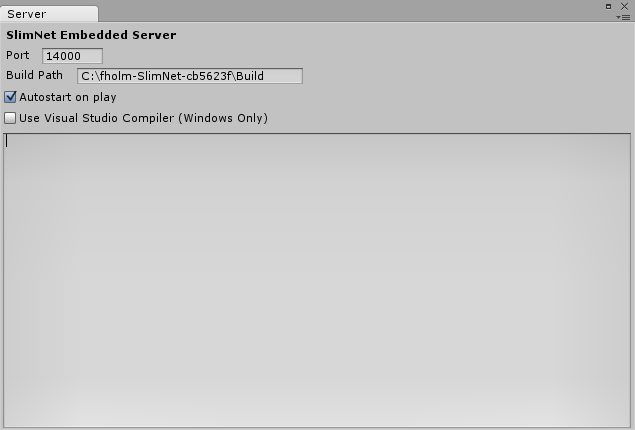 Server
SlimNet Embedded Server
Port 14000
Build Path C:\fholm-SlimNet-cb5623f\Build
Autostart on play
Use Visual Studio Compiler (Windows Only)